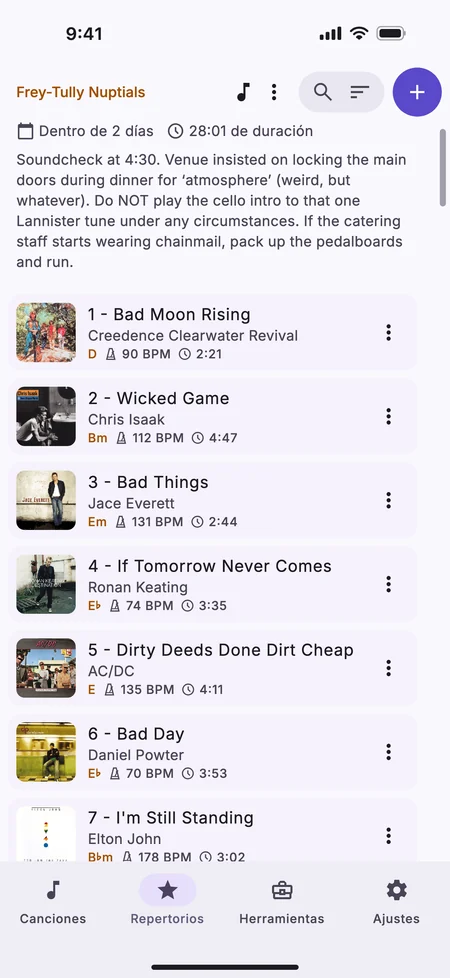 9:41
Frey-Tully Nuptials
Dentro de 2 días 28:01 de duración
Soundcheck at 4:30. Venue insisted on locking the main
doors during dinner for ‘atmosphere’ (weird, but
whatever). Do NOT play the cello intro to that one
Lannister tune under any circumstances. If the catering
staff starts wearing chainmail, pack up the pedalboards
and run.
1 - Bad Moon Rising
Creedence Clearwater Revival
D 90 BPM 2:21
2 - Wicked Game
Chris Isaak
Bm 112 BPM 4:47
3 - Bad Things
Jace Everett
Em 131 BPM 2:44
4 - If Tomorrow Never Comes
Ronan Keating
E♭ 74 BPM 3:35
5 - Dirty Deeds Done Dirt Cheap
AC/DC
E 135 BPM 4:11
6 - Bad Day
Daniel Powter
E♭ 70 BPM 3:53
7 - I'm Still Standing
Elton John
B♭m 178 BPM 3:02
Canciones Repertorios Herramientas Ajustes